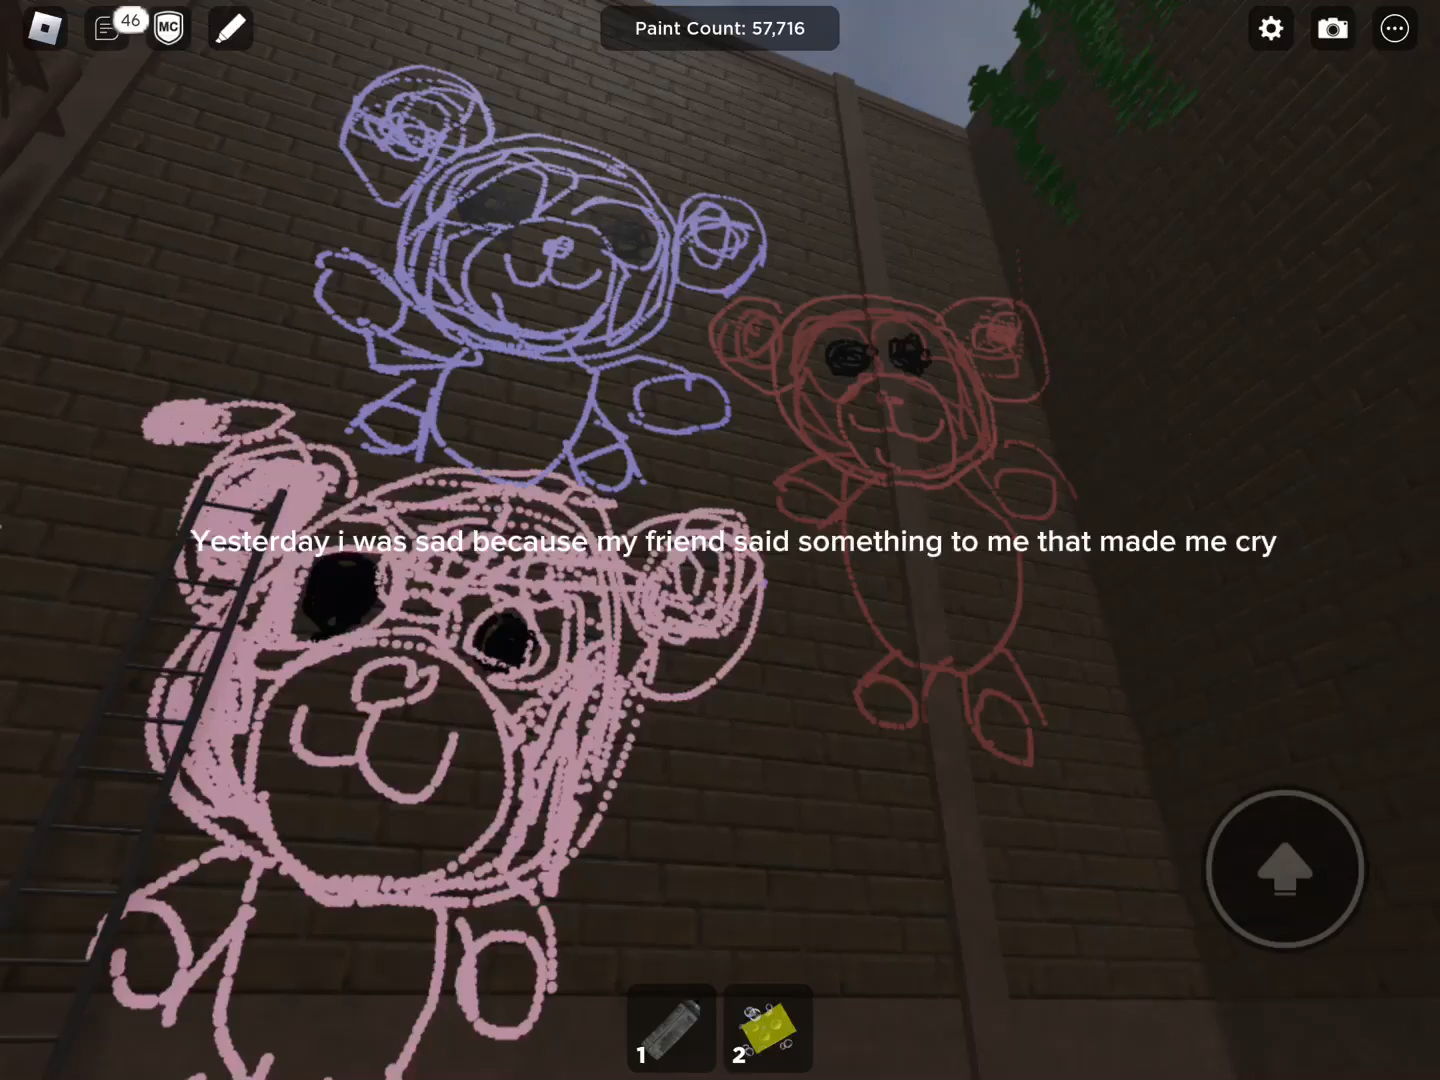 46
MC
Paint Count: 57,716
Yesterday i was sad because my friend said something to me that made me cry
1
2